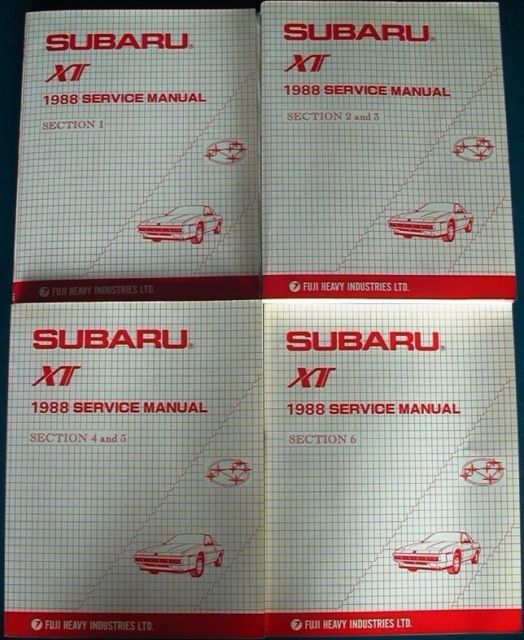 SUBARU®
XT
1988 SERVICE MANUAL
SECTION 1
FUJI HEAVY INDUSTRIES LTD.
SUBARU®
XT
1988 SERVICE MANUAL
SECTION 2 and 3
FUJI HEAVY INDUSTRIES LTD.
SUBARU®
XT
1988 SERVICE MANUAL
SECTION 4 and 5
FUJI HEAVY INDUSTRIES LTD.
SUBARU®
XT
1988 SERVICE MANUAL
SECTION 6
FUJI HEAVY INDUSTRIES LTD.